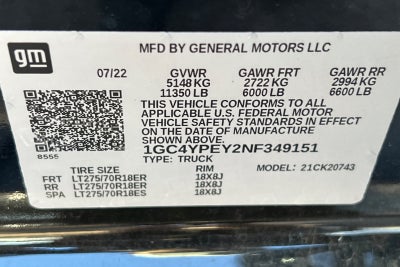 gm
MFD BY GENERAL MOTORS LLC
07/22 GVWR GAWR FRT GAWR RR
5148 KG 2722 KG 2994 KG
11350 LB 6000 LB 6600 LB
THIS VEHICLE CONFORMS TO ALL
APPLICABLE U.S. FEDERAL MOTOR
VEHICLE SAFETY STANDARDS IN EFFECT
ON THE DATE OF MANUFACTURE
SHOWN ABOVE.
1GC4YPEY2NF349151
8555 TYPE: TRUCK MODEL: 21CK20743
TIRE SIZE RIM
FRT LT275/70R18ER 18X8J
RR LT275/70R18ER 18X8J
SPA LT275/70R18ES 18X8J